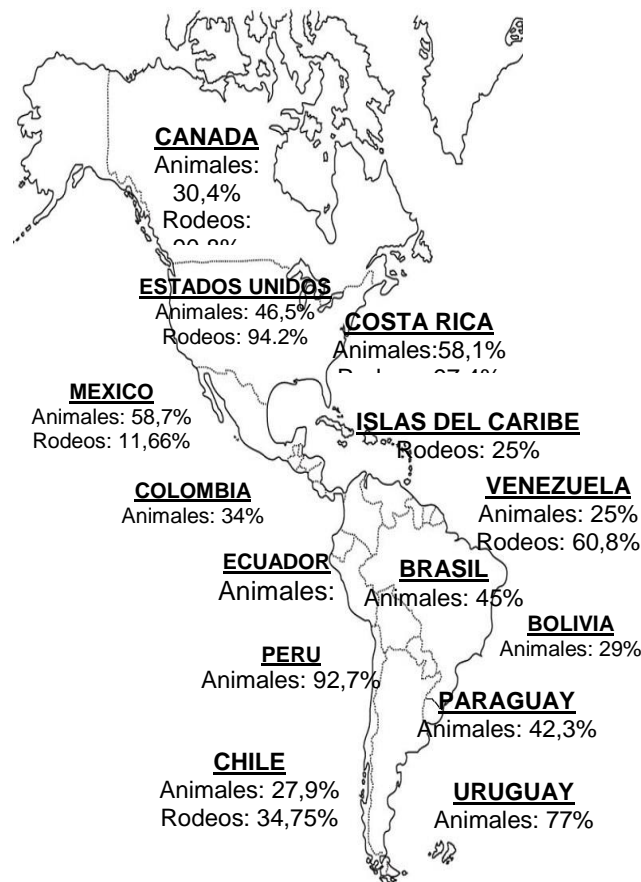 CANADA
Animales:
30,4%
Rodeos:
ESTADOS UNIDOS
Animales: 46,5%
Rodeos: 94.2%
COSTA RICA
Animales:58,1%
MEXICO
Animales: 58,7%
Rodeos: 11,66%
ISLAS DEL CARIBE
Rodeos: 25%
COLOMBIA
Animales: 34%
VENEZUELA
Animales: 25%
Rodeos: 60,8%
ECUADOR
Animales:
BRASIL
Animales: 45%
BOLIVIA
Animales: 29%
PERU
Animales: 92,7%
PARAGUAY
Animales: 42,3%
CHILE
Animales: 27,9%
Rodeos: 34,75%
URUGUAY
Animales: 77%